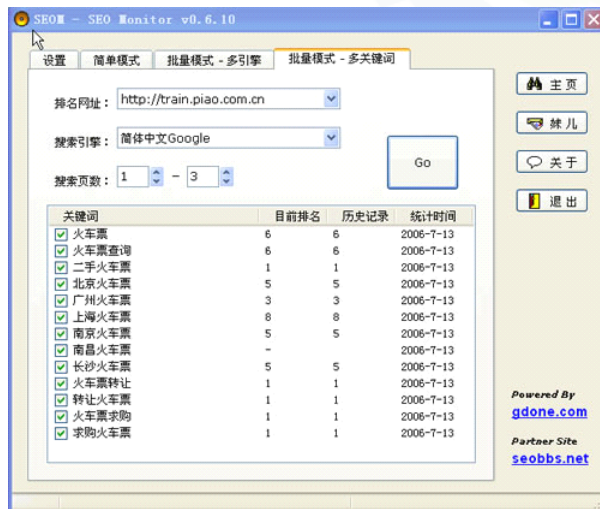 SEOM - SEO Monitor v0.6.10
设置 简单模式 批量模式 - 多引擎 批量模式 - 多关键词
排名网址： http://train.piao.com.cn
搜索引擎： 简体中文Google
搜索页数： 1 - 3
Go
主页
妹儿
关于
退出
关键词 目前排名 历史记录 统计时间
火车票 6 6 2006-7-13
火车票查询 6 6 2006-7-13
二手火车票 1 1 2006-7-13
北京火车票 5 5 2006-7-13
广州火车票 3 3 2006-7-13
上海火车票 8 8 2006-7-13
南京火车票 5 5 2006-7-13
南昌火车票 - 2006-7-13
长沙火车票 5 5 2006-7-13
火车票转让 1 1 2006-7-13
转让火车票 1 1 2006-7-13
火车票求购 1 1 2006-7-13
求购火车票 1 1 2006-7-13
Powered By
gdone.com
Partner Site
seobbs.net